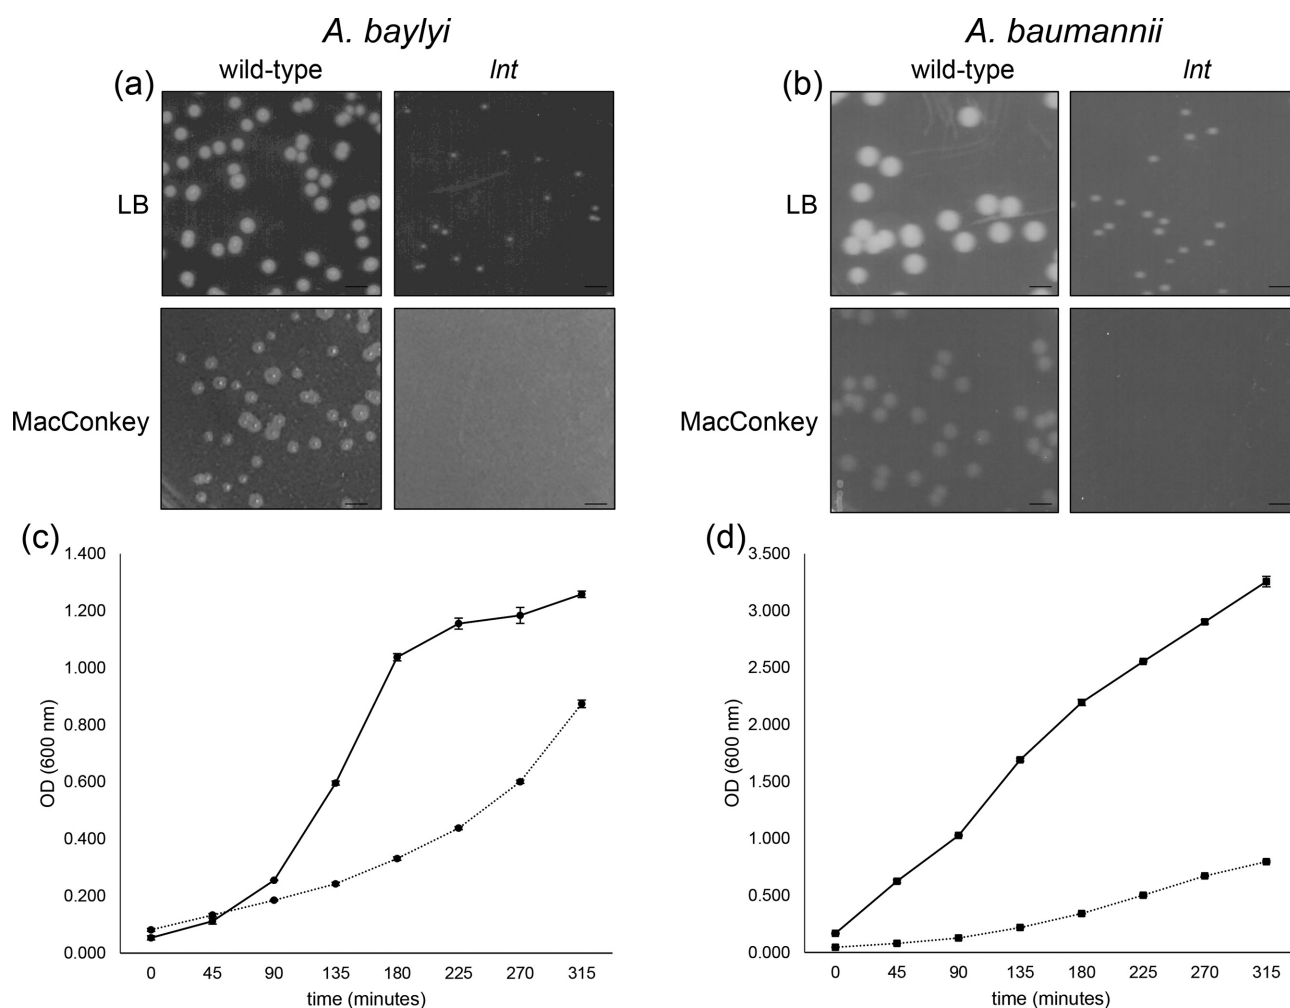 A. baylyi
A. baumannii
(a)
wild-type
lnt
(b)
wild-type
lnt
LB
LB
MacConkey
MacConkey
(c)
1.400
1.200
1.000
0.800
0.600
0.400
0.200
0.000
OD (600 nm)
0 45 90 135 180 225 270 315
time (minutes)
(d)
3.500
3.000
2.500
2.000
1.500
1.000
0.500
0.000
OD (600 nm)
0 45 90 135 180 225 270 315
time (minutes)